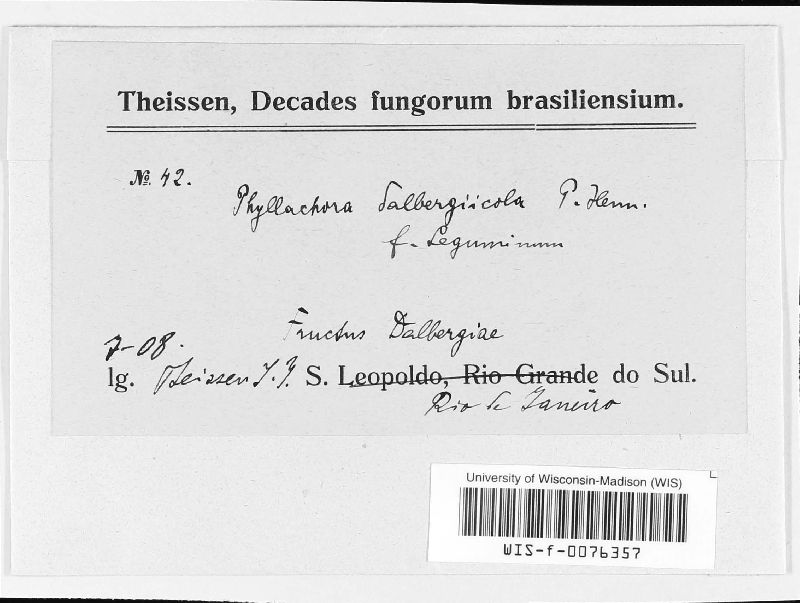 Theissen, Decades fungorum brasiliensium.
No. 42.
Phyllachora dalbergiicola P. Henn.
f. Leguminum
Fructus Dalbergiae
7-08.
lg. Theissen S. J. S. Leopoldo, Rio Grande do Sul.
Rio de Janeiro
University of Wisconsin-Madison (WIS)
WIS-f-0076357